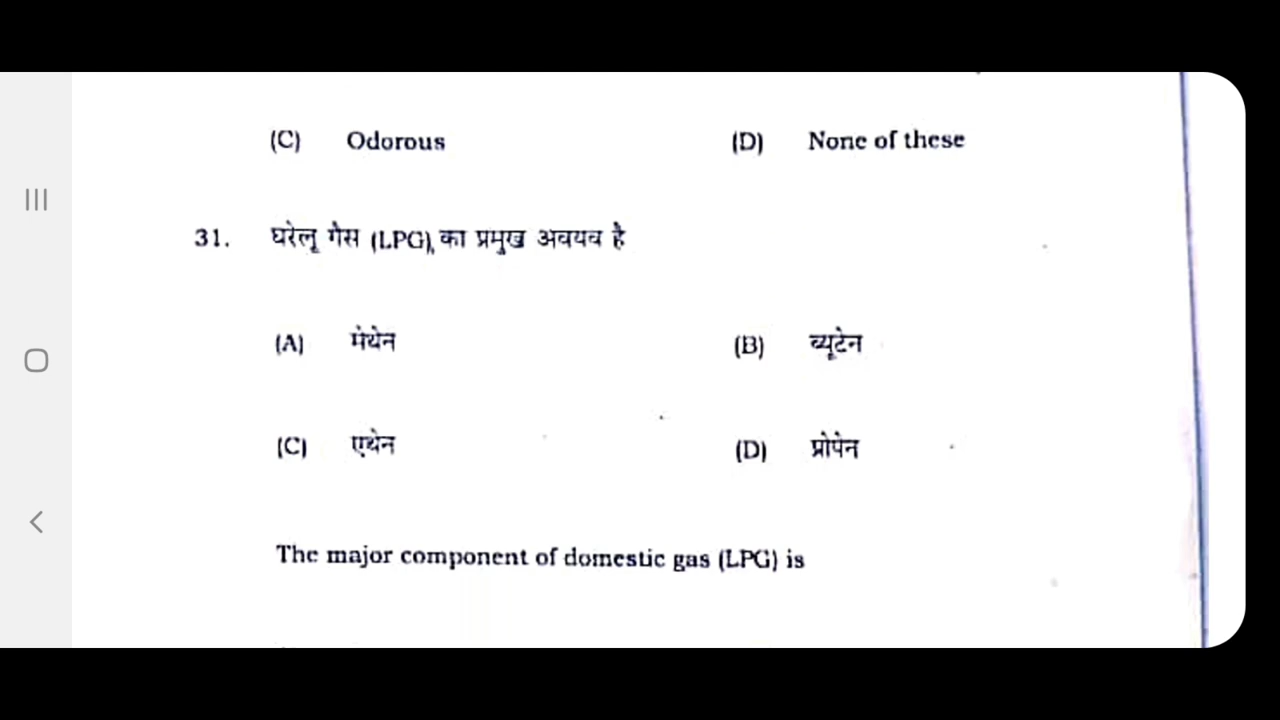 (C) Odorous (D) None of these
31. घरेलू गैस (LPG) का प्रमुख अवयव है
(A) मेथेन (B) ब्यूटेन
(C) एथेन (D) प्रोपेन
The major component of domestic gas (LPG) is